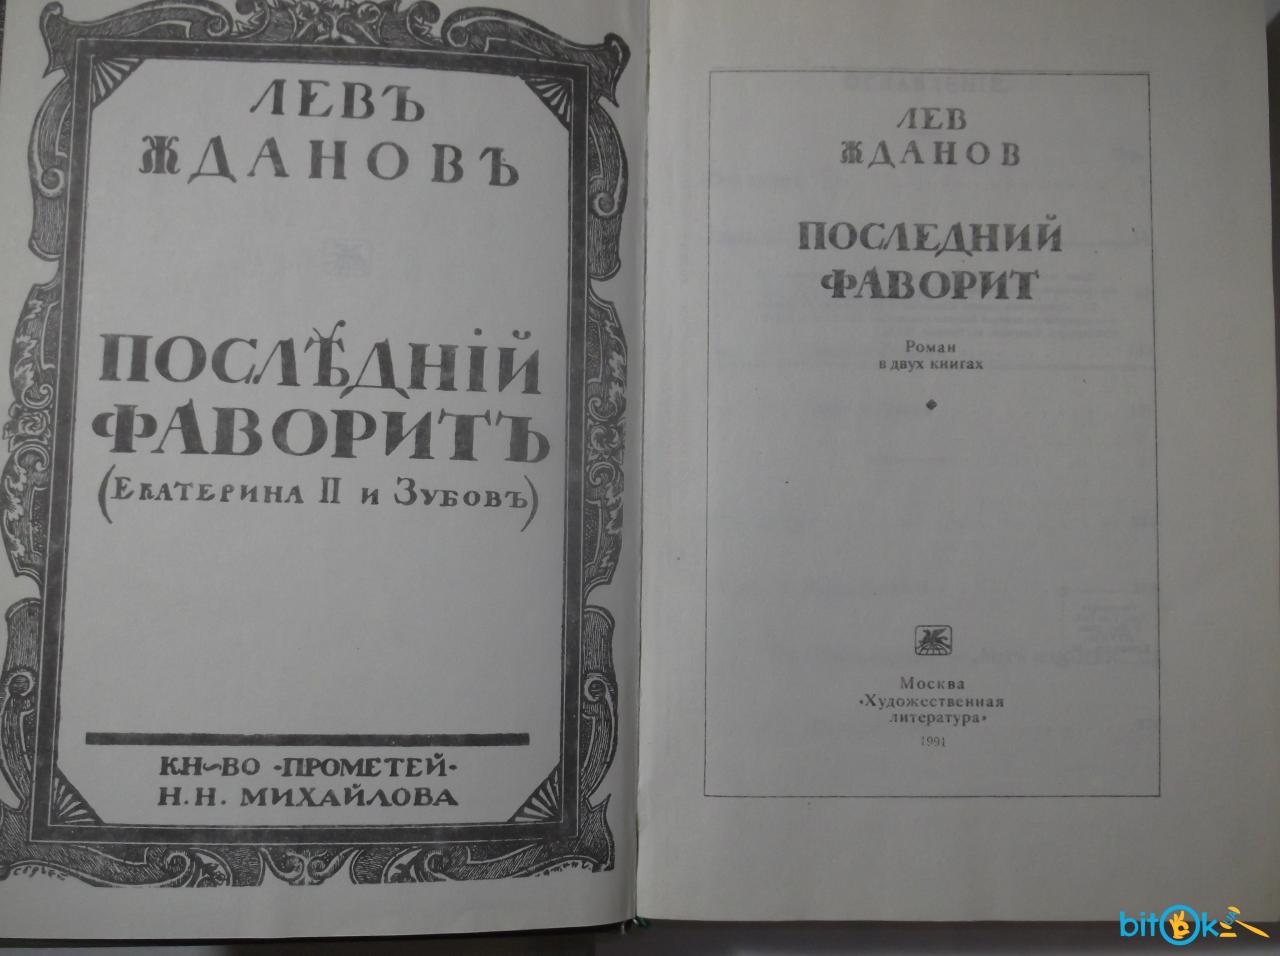 ЛЕВЪ
ЖДАНОВЪ
ПОСЛѢДНІЙ
ФАВОРИТЪ
(ЕКАТЕРИНА II И ЗУБОВЪ)
КН-ВО •ПРОМЕТЕЙ•
Н.Н. МИХАЙЛОВА
ЛЕВ
ЖДАНОВ
ПОСЛЕДНИЙ
ФАВОРИТ
Роман
в двух книгах
Москва
«Художественная
литература»
1991
bitok.ua